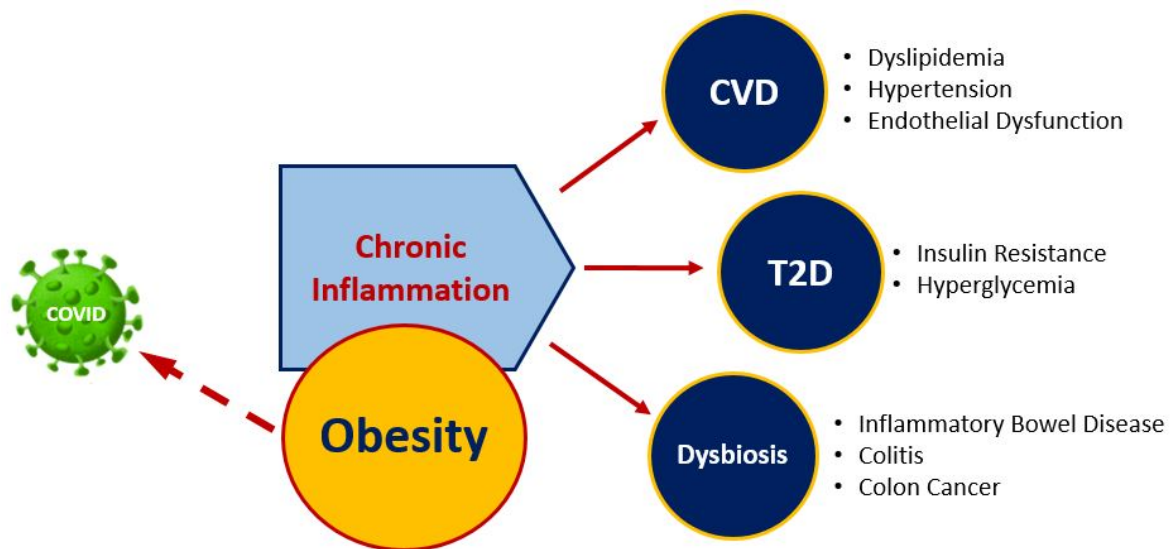 CVD
• Dyslipidemia
• Hypertension
• Endothelial Dysfunction
Chronic
Inflammation
T2D
• Insulin Resistance
• Hyperglycemia
COVID
Obesity
Dysbiosis
• Inflammatory Bowel Disease
• Colitis
• Colon Cancer